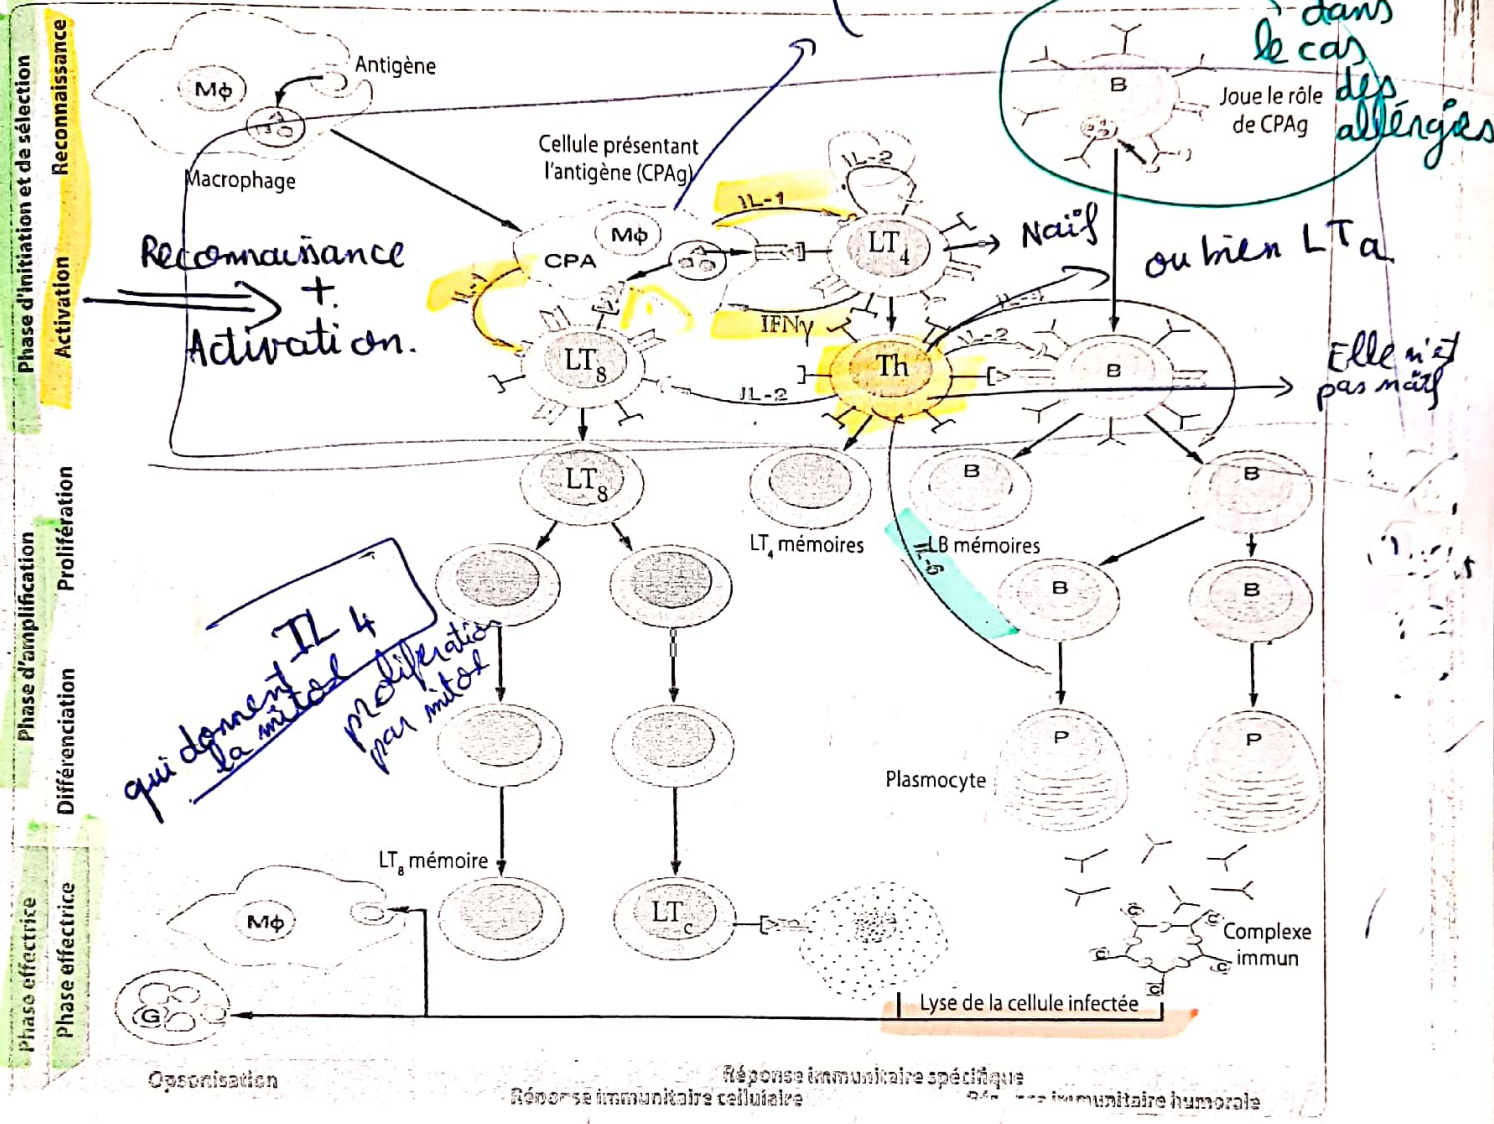 dans
le cas
des
allérgies
Phase d'initiation et de sélection
Reconnaissance
Activation
Phase d'amplification
Prolifération
Différenciation
Phase effectrice
Phase effectrice
Mφ
Antigène
Macrophage
Cellule présentant
l'antigène (CPAg)
B
Joue le rôle
de CPAg
IL-2
IL-1
Mφ
CPA
LT4
Naïf
ou bien LTa
Reconnaissance
+
Activation.
IL-1
IFNγ
IL-2
LT8
Th
B
IL-2
Elle n'est
pas naïf
LT8
B
B
LT4 mémoires
LB mémoires
IL-6
B
B
IL 4
qui donnent
la mitose
prolifération
par mitose
P
P
Plasmocyte
LT8 mémoire
Mφ
LTc
C
C
C
C
C
Complexe
immun
G
Lyse de la cellule infectée
Opsonisation
Réponse immunitaire spécifique
Réponse immunitaire cellulaire
immunitaire humorale